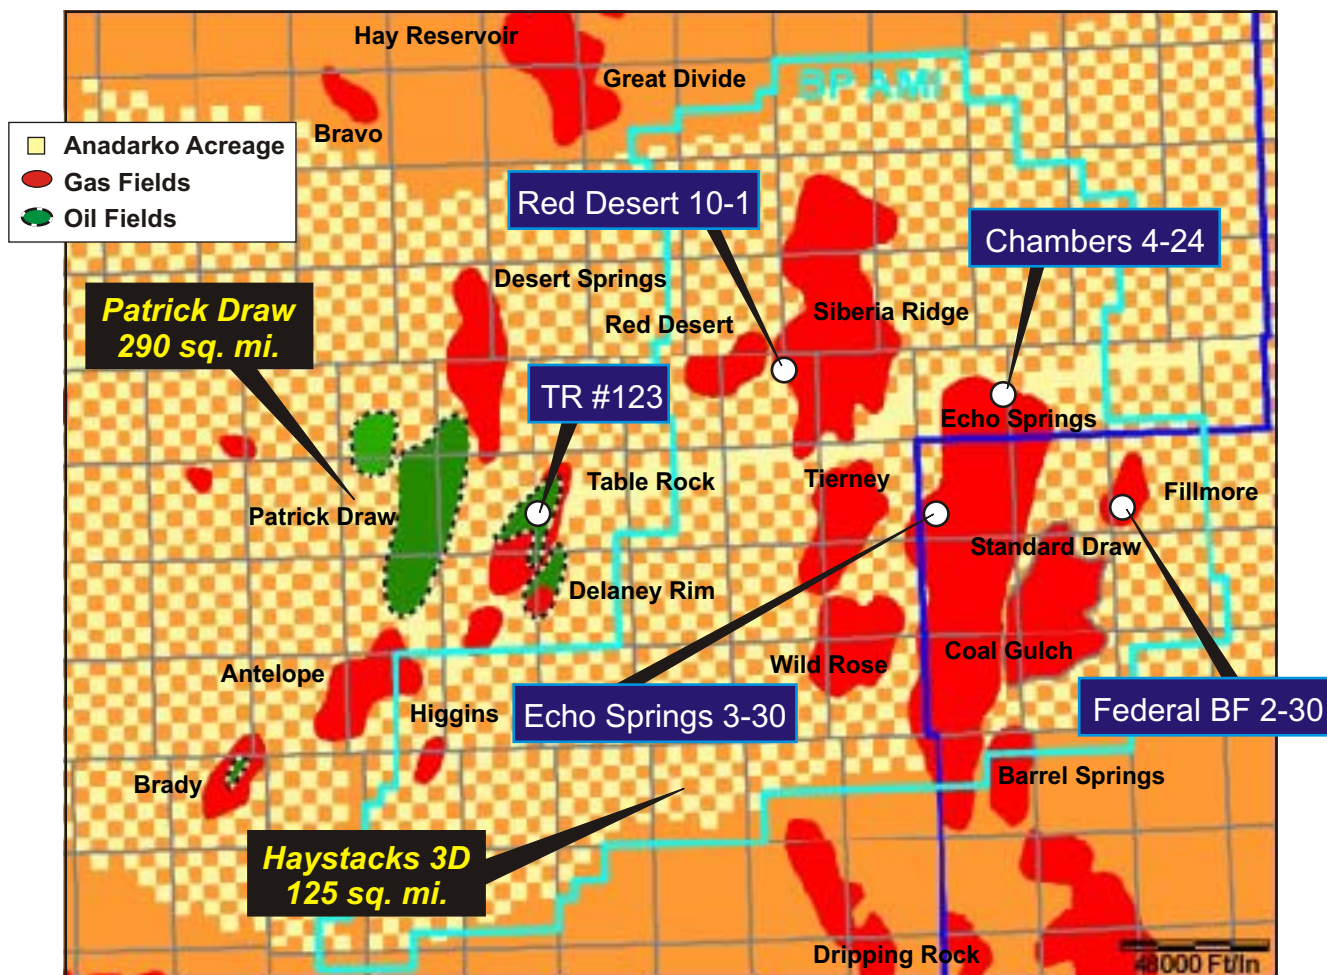 Hay Reservoir
Great Divide
BP AMI
Bravo
Anadarko Acreage
Gas Fields
Oil Fields
Red Desert 10-1
Chambers 4-24
Desert Springs
Patrick Draw
290 sq. mi.
Red Desert
Siberia Ridge
TR #123
Echo Springs
Table Rock
Tierney
Fillmore
Patrick Draw
Standard Draw
Delaney Rim
Antelope
Wild Rose
Coal Gulch
Higgins
Echo Springs 3-30
Federal BF 2-30
Brady
Barrel Springs
Haystacks 3D
125 sq. mi.
Dripping Rock
48000 Ft/In